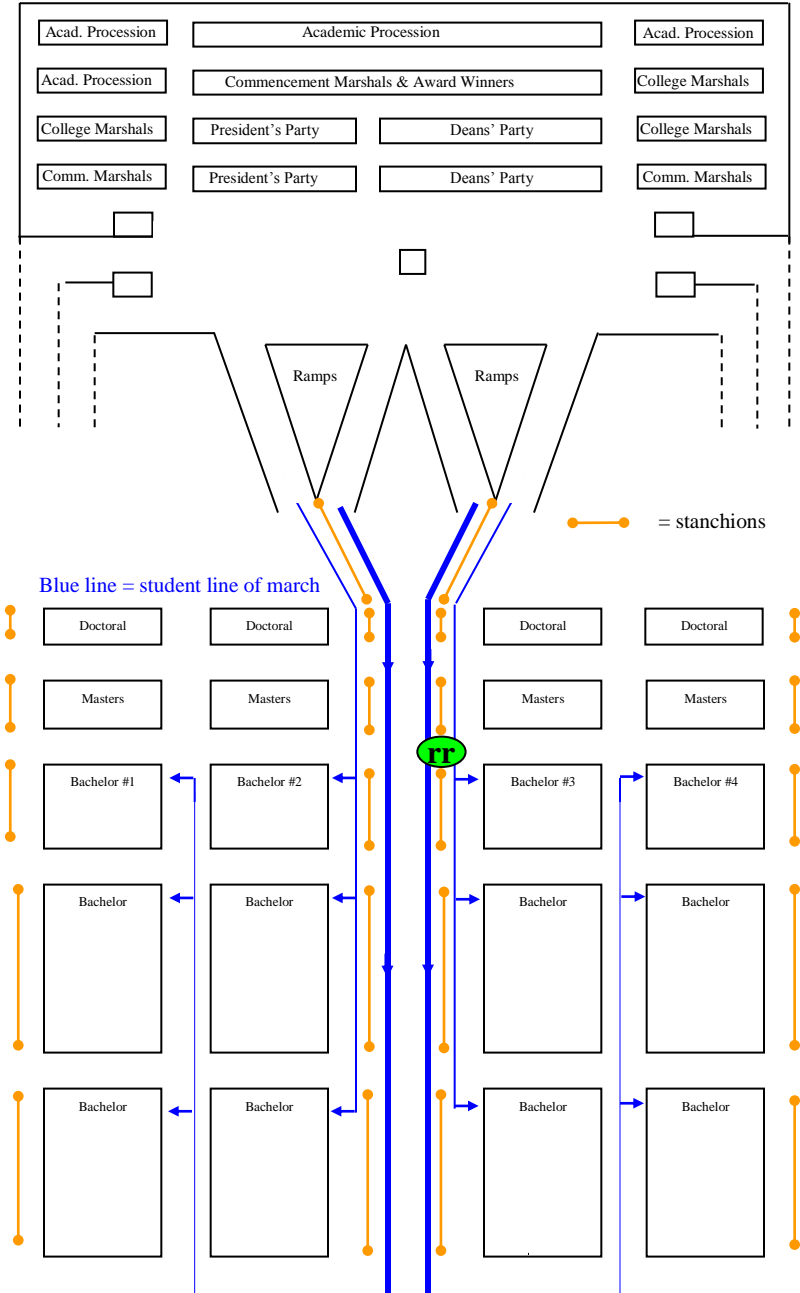 Acad. Procession
Academic Procession
Acad. Procession
Acad. Procession
Commencement Marshals & Award Winners
College Marshals
College Marshals
President's Party
Deans' Party
College Marshals
Comm. Marshals
President's Party
Deans' Party
Comm. Marshals
Ramps
Ramps
= stanchions
Blue line = student line of march
Doctoral
Doctoral
Doctoral
Doctoral
Masters
Masters
Masters
Masters
rr
Bachelor #1
Bachelor #2
Bachelor #3
Bachelor #4
Bachelor
Bachelor
Bachelor
Bachelor
Bachelor
Bachelor
Bachelor
Bachelor